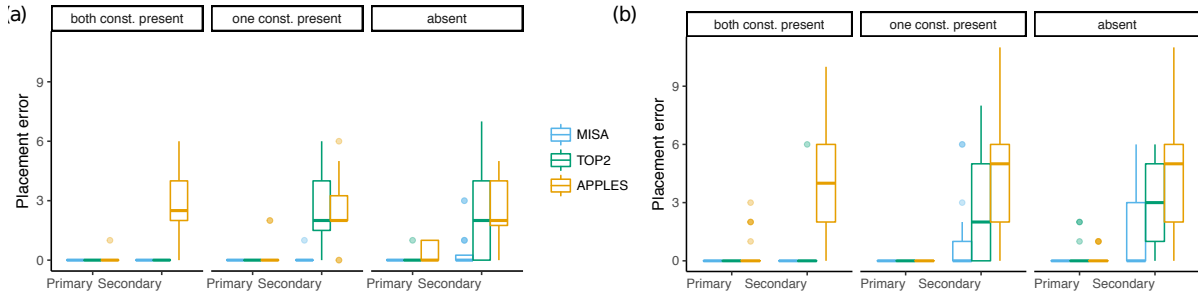 (a)
both const. present
one const. present
absent
Placement error
9
6
3
0
Primary Secondary
Primary Secondary
Primary Secondary
MISA
TOP2
APPLES
(b)
both const. present
one const. present
absent
Placement error
9
6
3
0
Primary Secondary
Primary Secondary
Primary Secondary